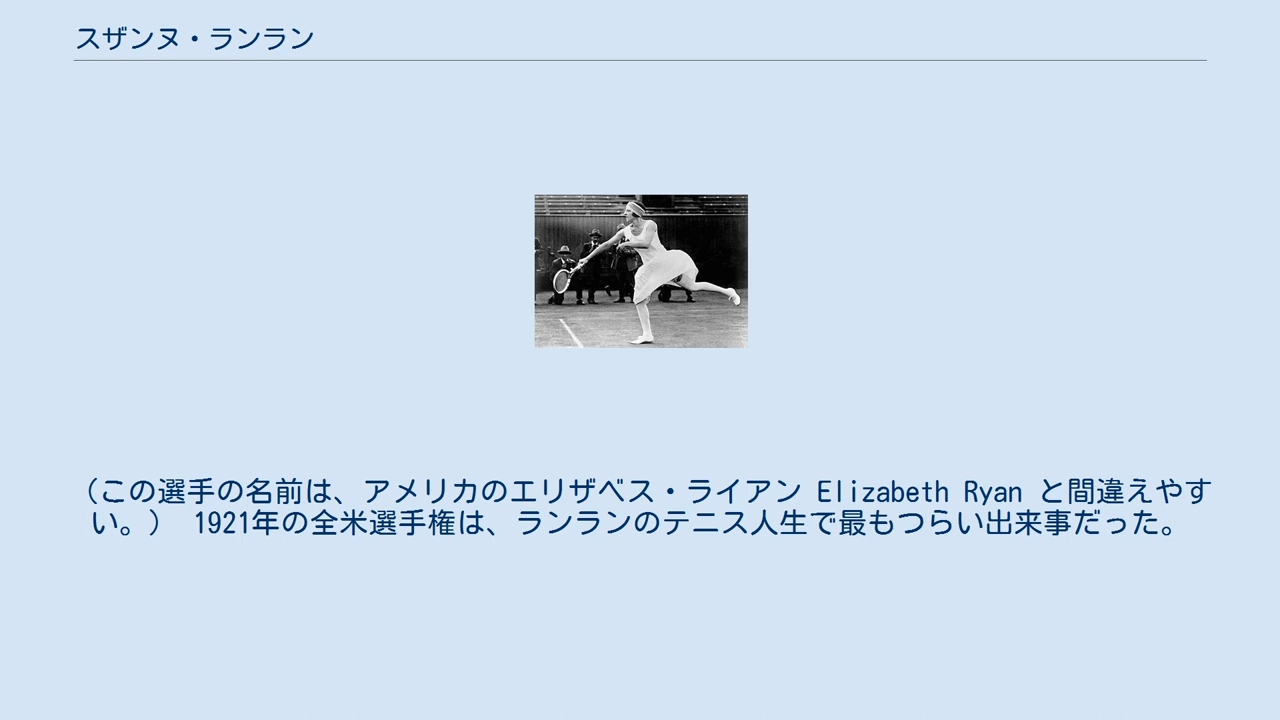 スザンヌ・ランラン
（この選手の名前は、アメリカのエリザベス・ライアン Elizabeth Ryan と間違えやす
い。） 1921年の全米選手権は、ランランのテニス人生で最もつらい出来事だった。